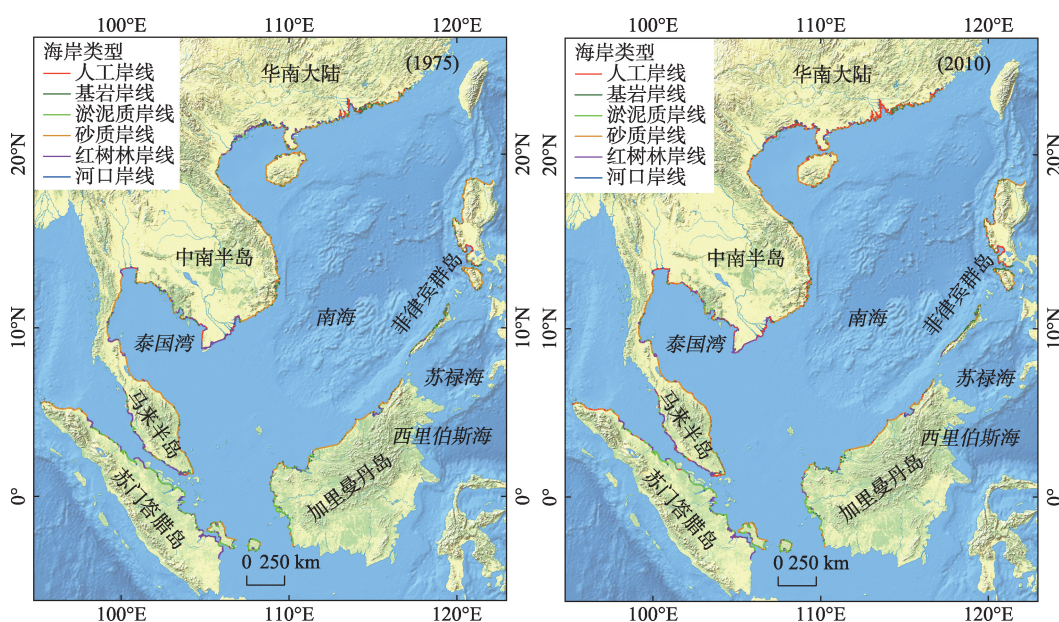 100°E 110°E 120°E
海岸类型
人工岸线
基岩岸线
淤泥质岸线
砂质岸线
红树林岸线
河口岸线
华南大陆
(1975)
20°N
中南半岛
菲律宾群岛
南海
10°N
泰国湾
苏禄海
马来半岛
西里伯斯海
加里曼丹岛
苏门答腊岛
0°
0 250 km
100°E 110°E 120°E
100°E 110°E 120°E
海岸类型
人工岸线
基岩岸线
淤泥质岸线
砂质岸线
红树林岸线
河口岸线
华南大陆
(2010)
20°N
20°N
中南半岛
菲律宾群岛
南海
10°N
10°N
泰国湾
苏禄海
马来半岛
西里伯斯海
加里曼丹岛
苏门答腊岛
0°
0°
0 250 km
100°E 110°E 120°E